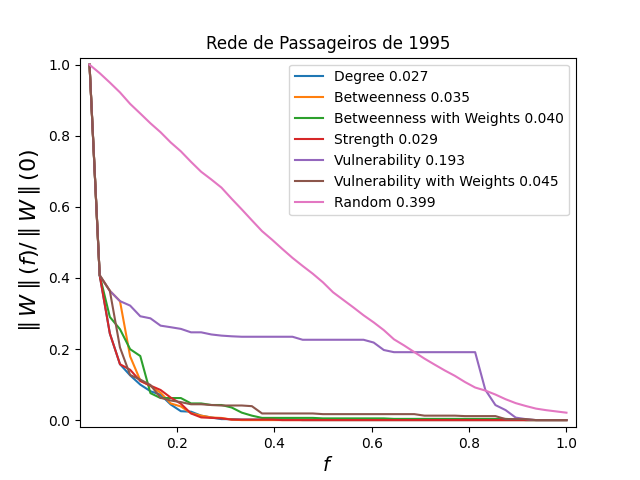 Rede de Passageiros de 1995
1.0
0.8
0.6
0.4
0.2
0.0
∥ W ∥ (f)/ ∥ W ∥ (0)
Degree 0.027
Betweenness 0.035
Betweenness with Weights 0.040
Strength 0.029
Vulnerability 0.193
Vulnerability with Weights 0.045
Random 0.399
0.2 0.4 0.6 0.8 1.0
f